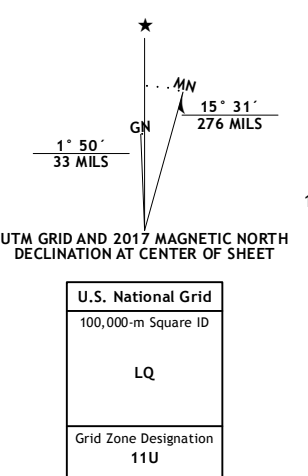 ★
MN
15° 31´
276 MILS
GN
1° 50´
33 MILS
1
UTM GRID AND 2017 MAGNETIC NORTH
DECLINATION AT CENTER OF SHEET
U.S. National Grid
100,000-m Square ID
LQ
Grid Zone Designation
11U